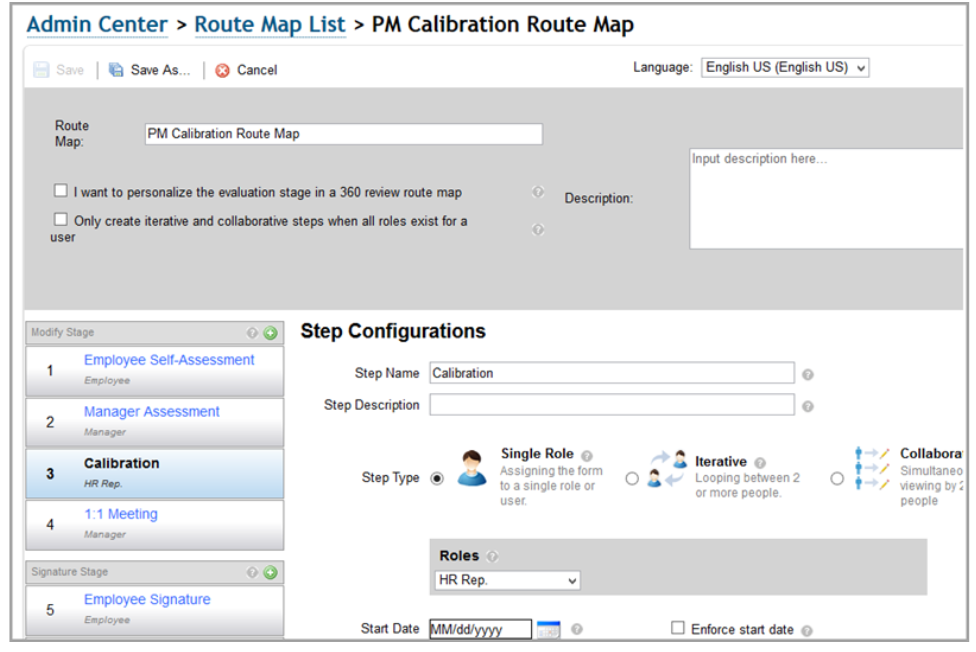 Admin Center > Route Map List > PM Calibration Route Map
Save
Save As...
Cancel
Language:
English US (English US)
Route
Map:
PM Calibration Route Map
I want to personalize the evaluation stage in a 360 review route map
Only create iterative and collaborative steps when all roles exist for a
user
Description:
Input description here...
Modify Stage
1
Employee Self-Assessment
Employee
2
Manager Assessment
Manager
3
Calibration
HR Rep.
4
1:1 Meeting
Manager
Signature Stage
5
Employee Signature
Employee
Step Configurations
Step Name
Calibration
Step Description
Step Type
Single Role
Assigning the form
to a single role or
user.
Iterative
Looping between 2
or more people.
Collabora
Simultaneo
viewing by 2
people
Roles
HR Rep.
Start Date
MM/dd/yyyy
Enforce start date